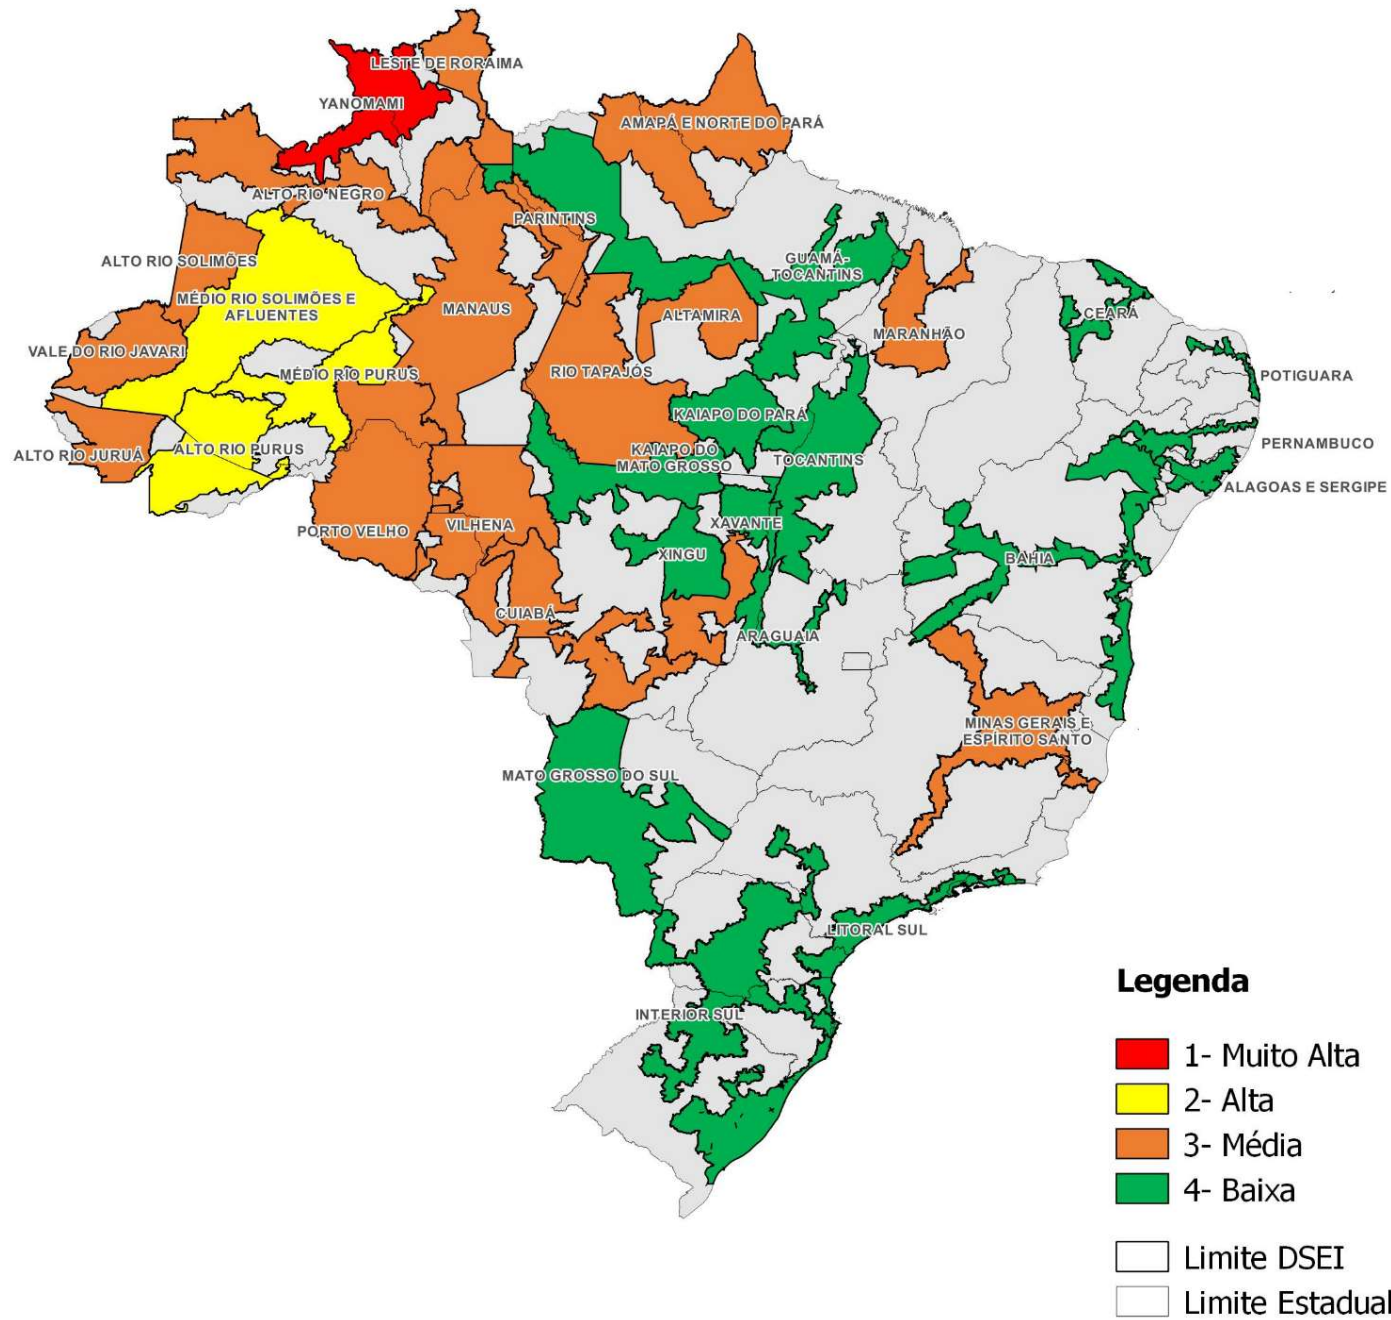 LESTE DE RORAIMA
YANOMAMI
AMAPÁ E NORTE DO PARÁ
ALTO RIO NEGRO
PARINTINS
ALTO RIO SOLIMÕES
GUAMÁ-
TOCANTINS
MÉDIO RIO SOLIMÕES E
AFLUENTES
MANAUS
ALTAMIRA
CEARÁ
MARANHÃO
VALE DO RIO JAVARI
MÉDIO RIO PURUS
RIO TAPAJÓS
POTIGUARA
KAIAPO DO PARÁ
PERNAMBUCO
ALTO RIO JURUÁ
ALTO RIO PURUS
KAIAPO DO
MATO GROSSO
TOCANTINS
ALAGOAS E SERGIPE
PORTO VELHO
VILHENA
XAVANTE
XINGU
BAHIA
CUIABÁ
ARAGUAIA
MINAS GERAIS E
ESPÍRITO SANTO
MATO GROSSO DO SUL
LITORAL SUL
INTERIOR SUL
Legenda
1- Muito Alta
2- Alta
3- Média
4- Baixa
Limite DSEI
Limite Estadual